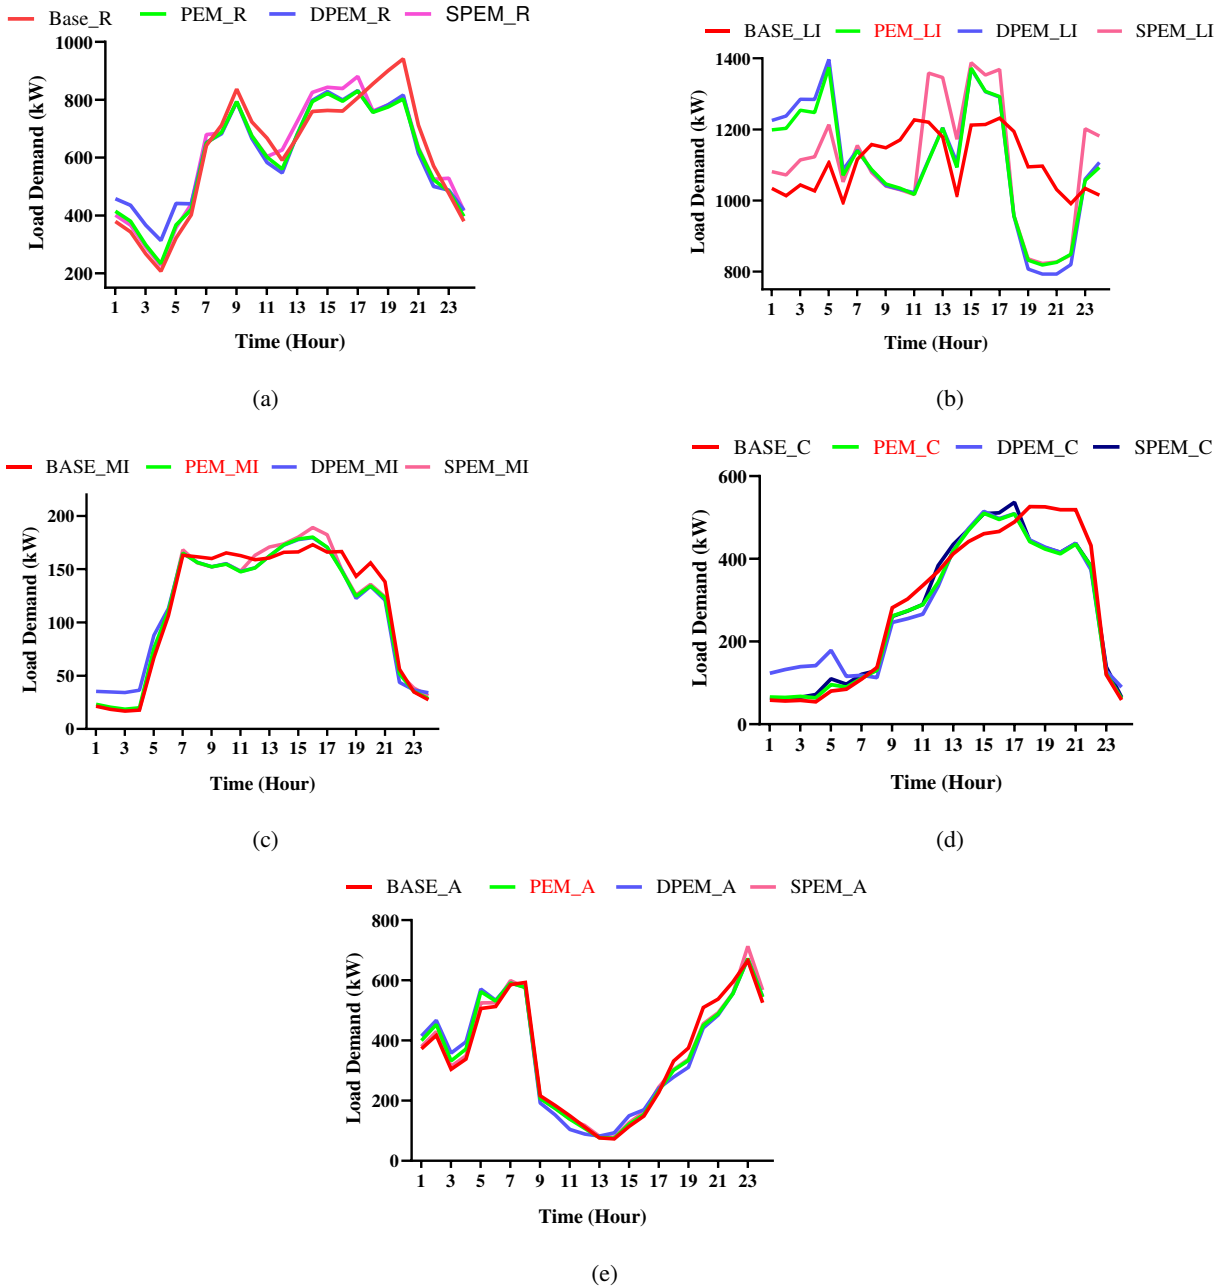 Base_R PEM_R DPEM_R SPEM_R
1000
800
600
400
200
Load Demand (kW)
1 3 5 7 9 11 13 15 17 19 21 23
Time (Hour)
(a)
BASE_LI PEM_LI DPEM_LI SPEM_LI
1400
1200
1000
800
Load Demand (kW)
1 3 5 7 9 11 13 15 17 19 21 23
Time (Hour)
(b)
BASE_MI PEM_MI DPEM_MI SPEM_MI
200
150
100
50
0
Load Demand (kW)
1 3 5 7 9 11 13 15 17 19 21 23
Time (Hour)
(c)
BASE_C PEM_C DPEM_C SPEM_C
600
400
200
0
Load Demand (kW)
1 3 5 7 9 11 13 15 17 19 21 23
Time (Hour)
(d)
BASE_A PEM_A DPEM_A SPEM_A
800
600
400
200
0
Load Demand (kW)
1 3 5 7 9 11 13 15 17 19 21 23
Time (Hour)
(e)